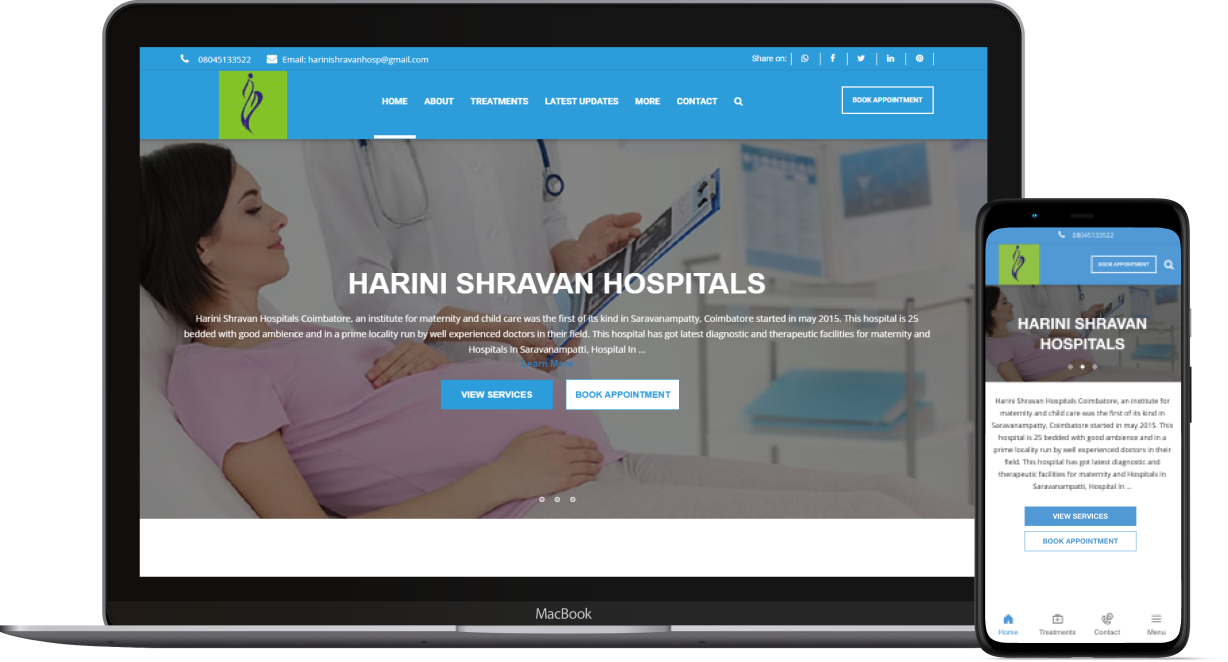 08045133522 Email: harinishravanhosp@gmail.com Share on:
HOME ABOUT TREATMENTS LATEST UPDATES MORE CONTACT BOOK APPOINTMENT
HARINI SHRAVAN HOSPITALS
Harini Shravan Hospitals Coimbatore, an institute for maternity and child care was the first of its kind in Saravanampatty, Coimbatore started in may 2015. This hospital is 25
bedded with good ambience and in a prime locality run by well experienced doctors in their field. This hospital has got latest diagnostic and therapeutic facilities for maternity and
Hospitals In Saravanampatti, Hospital In ...
Learn More
VIEW SERVICES BOOK APPOINTMENT
MacBook
08045133522
BOOK APPOINTMENT
HARINI SHRAVAN
HOSPITALS
Harini Shravan Hospitals Coimbatore, an institute for
maternity and child care was the first of its kind in
Saravanampatty, Coimbatore started in may 2015. This
hospital is 25 bedded with good ambience and in a
prime locality run by well experienced doctors in their
field. This hospital has got latest diagnostic and
therapeutic facilities for maternity and Hospitals In
Saravanampatti, Hospital In ...
VIEW SERVICES
BOOK APPOINTMENT
Home Treatments Contact Menu